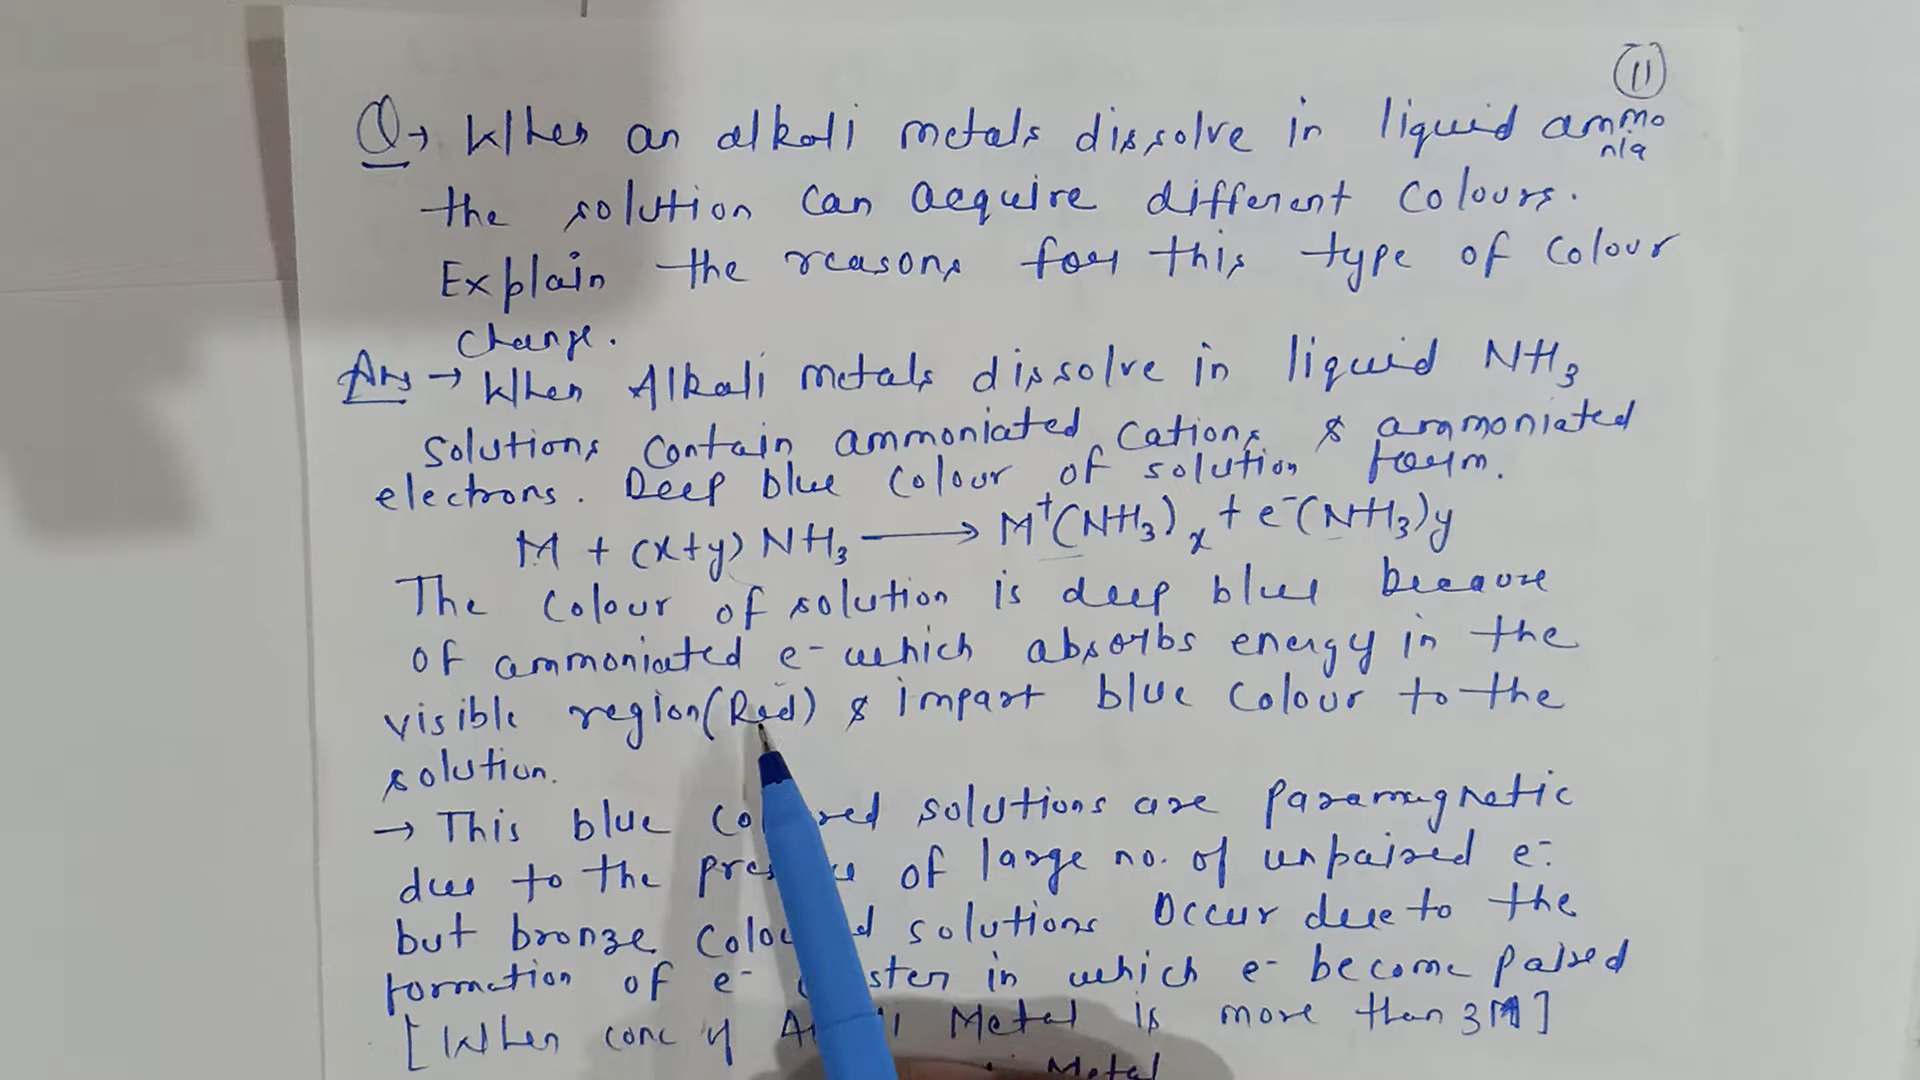 11
Q→ When an alkali metals dissolve in liquid ammonia
the solution can acquire different colours.
Explain the reasons for this type of colour
change.
Ans → When Alkali metals dissolve in liquid NH3
solutions contain ammoniated cations & ammoniated
electrons. Deep blue colour of solution form.
M + (x+y) NH3 ⟶ M+(NH3)x + e-(NH3)y
The colour of solution is deep blue because
of ammoniated e- which absorbs energy in the
visible region (Red) & impart blue colour to the
solution.
→ This blue solutions are paramagnetic
due to the of large no. of unpaired e-
but bronze solutions occur due to the
formation of e- in which e- become paired
[When conc of Metal is more than 3M]
Metal